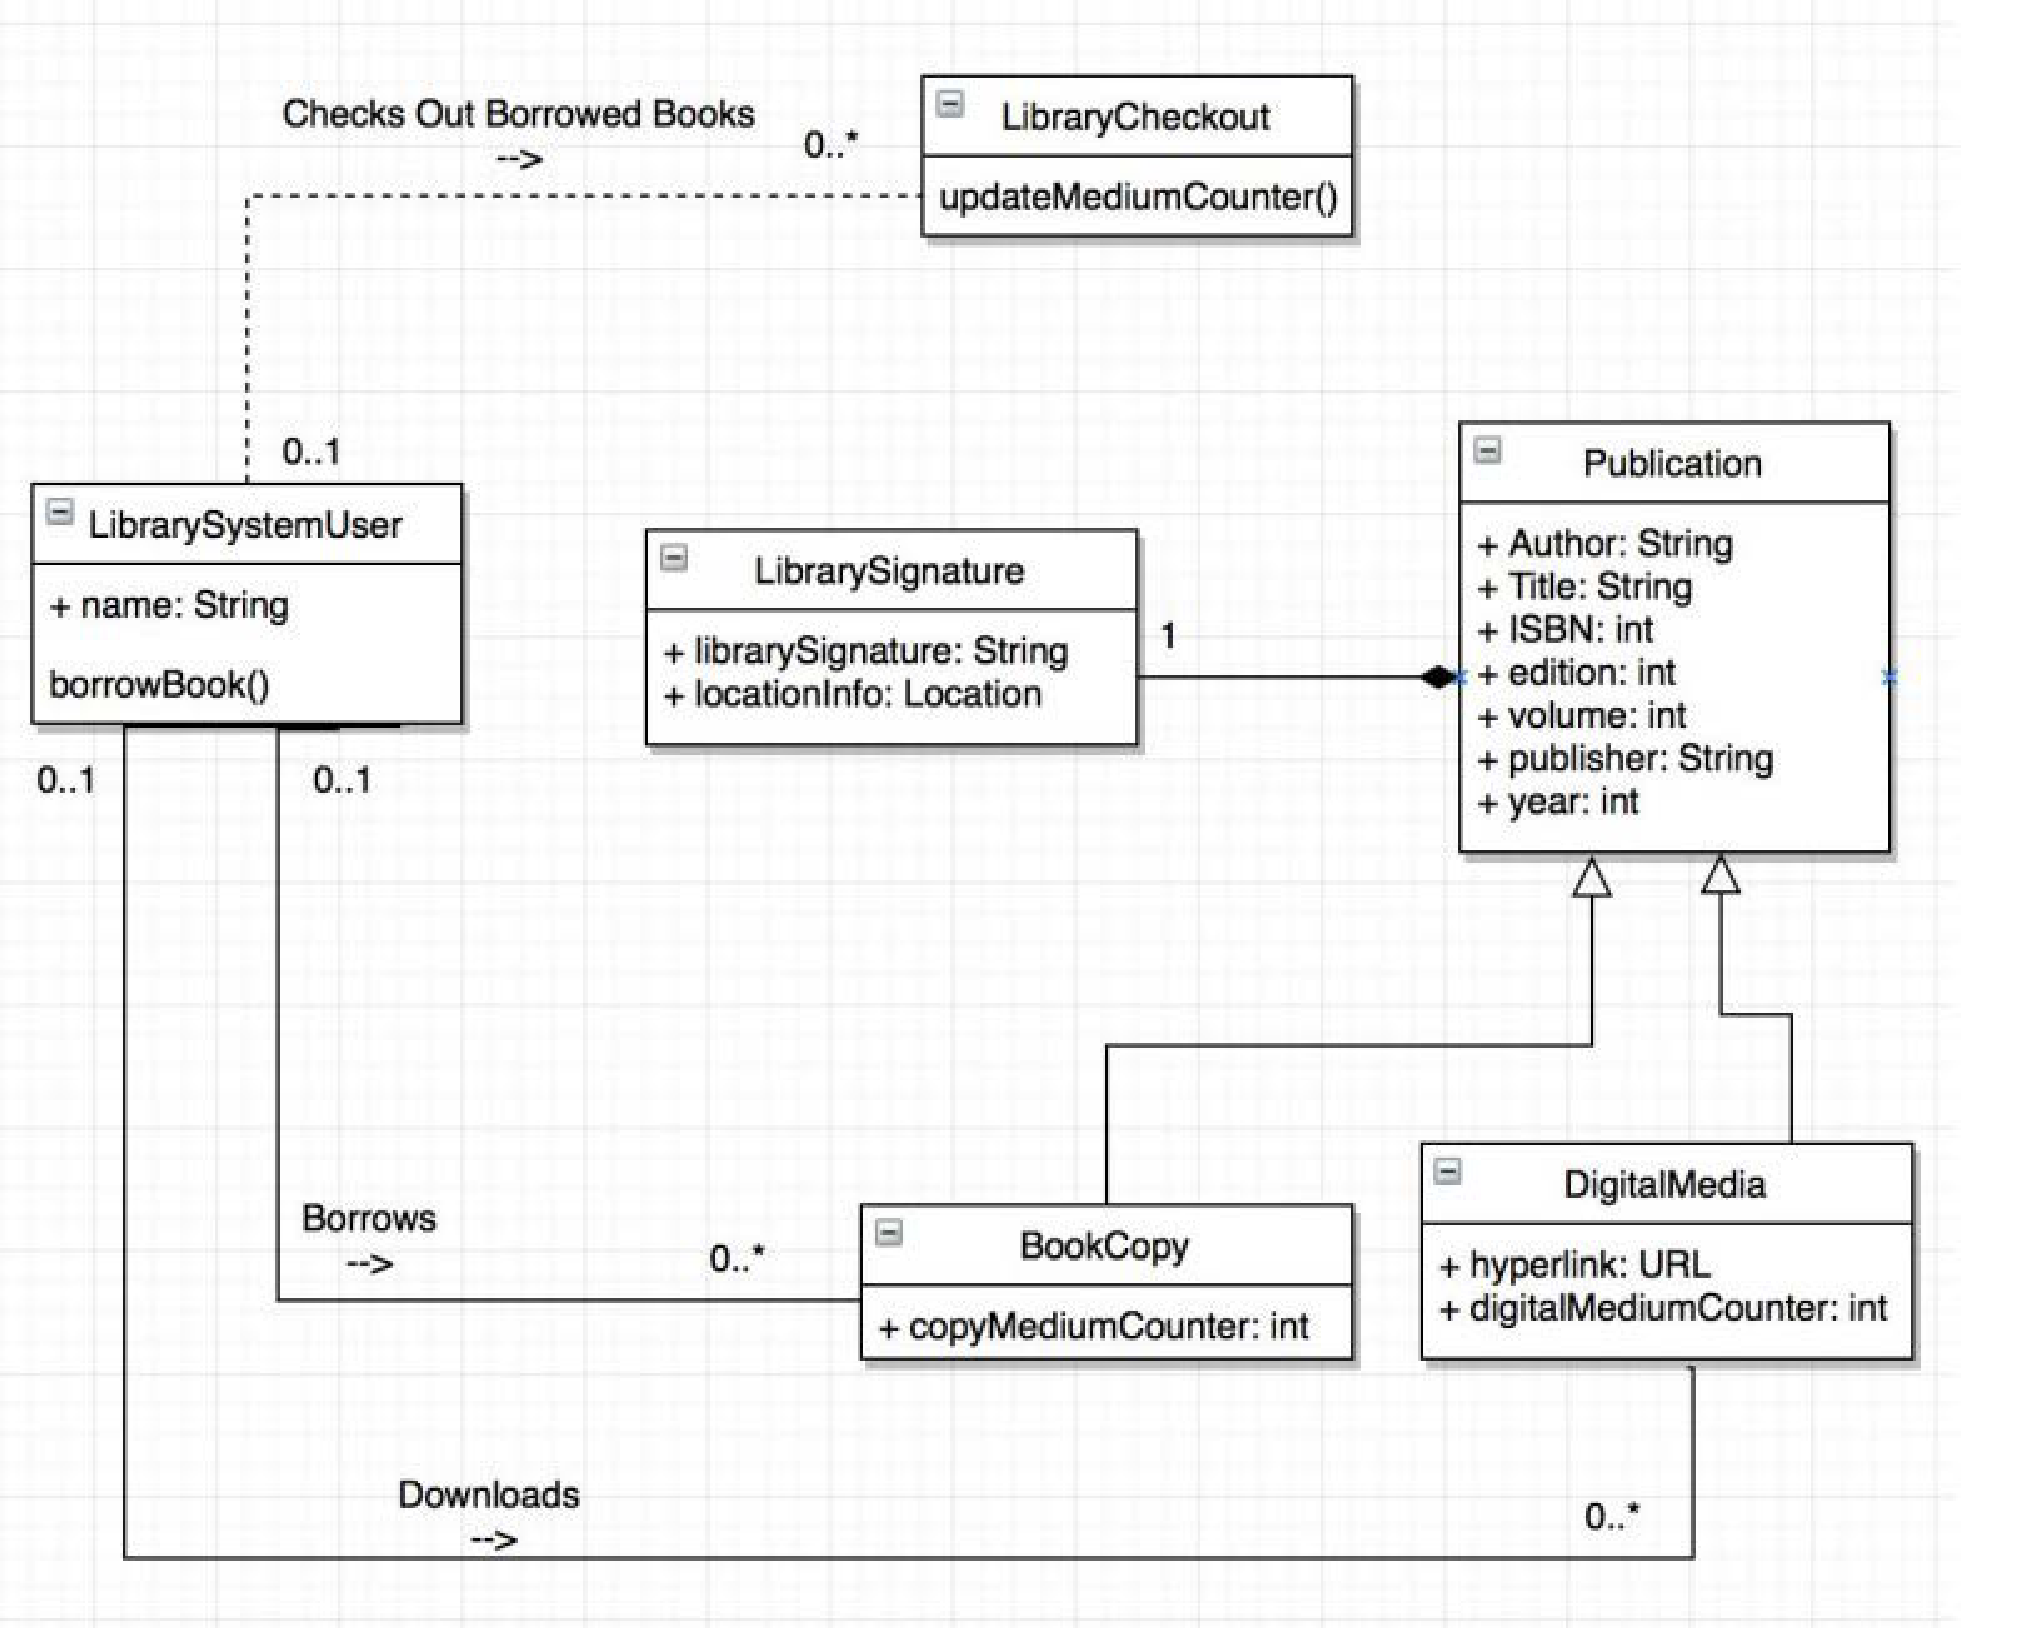 Checks Out Borrowed Books
-->
0..*
LibraryCheckout
updateMediumCounter()
0..1
LibrarySystemUser
+ name: String
borrowBook()
0..1
0..1
LibrarySignature
+ librarySignature: String
+ locationInfo: Location
1
Publication
+ Author: String
+ Title: String
+ ISBN: int
+ edition: int
+ volume: int
+ publisher: String
+ year: int
Borrows
-->
0..*
BookCopy
+ copyMediumCounter: int
DigitalMedia
+ hyperlink: URL
+ digitalMediumCounter: int
Downloads
-->
0..*